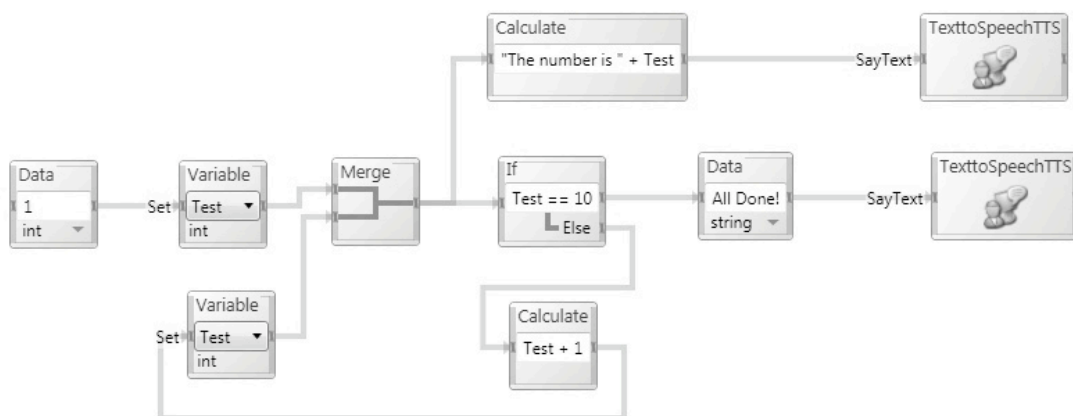 Calculate
"The number is " + Test
SayText
TexttoSpeechTTS
Data
1
int
Set
Variable
Test
int
Merge
If
Test == 10
Else
Data
All Done!
string
SayText
TexttoSpeechTTS
Set
Variable
Test
int
Calculate
Test + 1